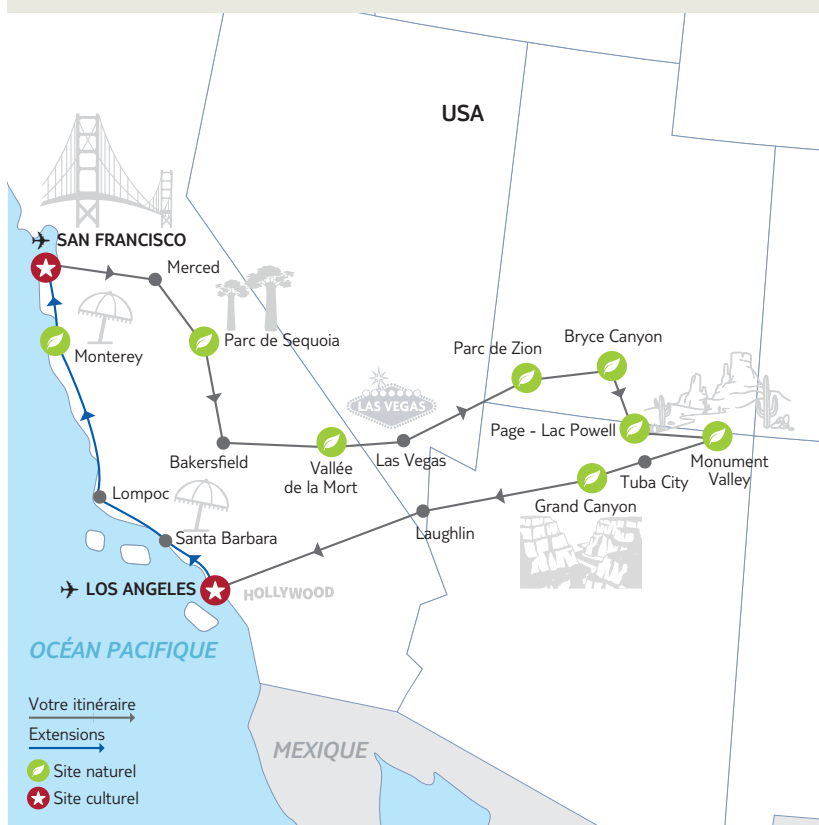 USA
SAN FRANCISCO
Merced
Parc de Sequoia
Monterey
Bryce Canyon
Parc de Zion
LAS VEGAS
Page - Lac Powell
Las Vegas
Bakersfield
Vallée
de la Mort
Monument
Valley
Tuba City
Grand Canyon
Lompoc
Laughlin
Santa Barbara
LOS ANGELES
HOLLYWOOD
OCÉAN PACIFIQUE
MEXIQUE
Votre itinéraire
Extensions
Site naturel
Site culturel